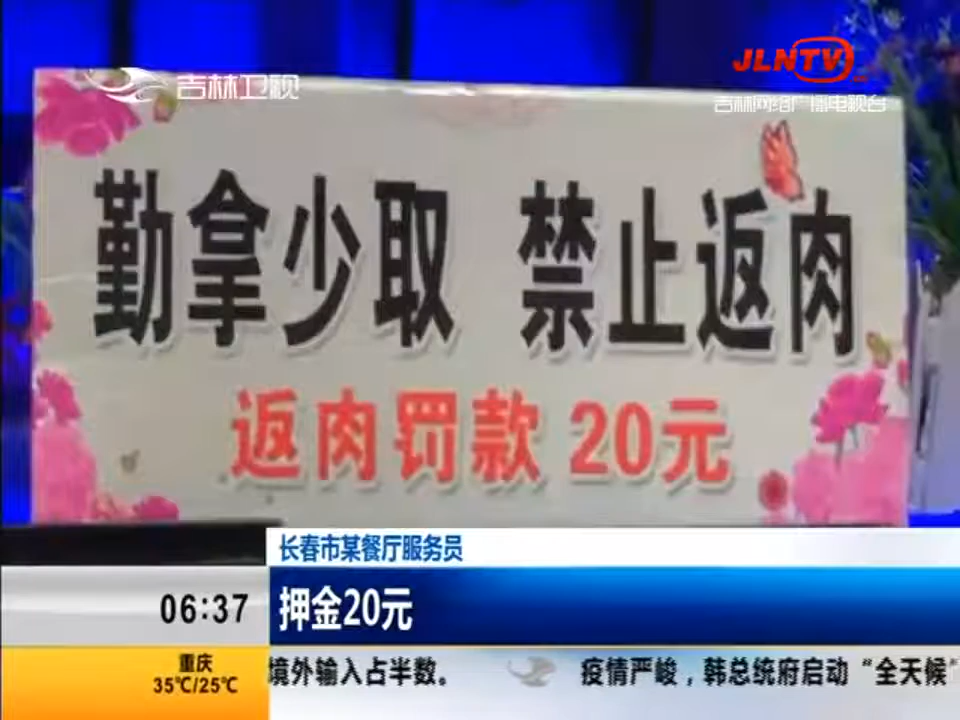 JLNTV
吉林卫视
吉林网络广播电视台
勤拿少取 禁止返肉
返肉罚款 20元
长春市某餐厅服务员
06:37
押金20元
重庆
35℃/25℃
境外输入占半数。 疫情严峻，韩总统府启动“全天候”